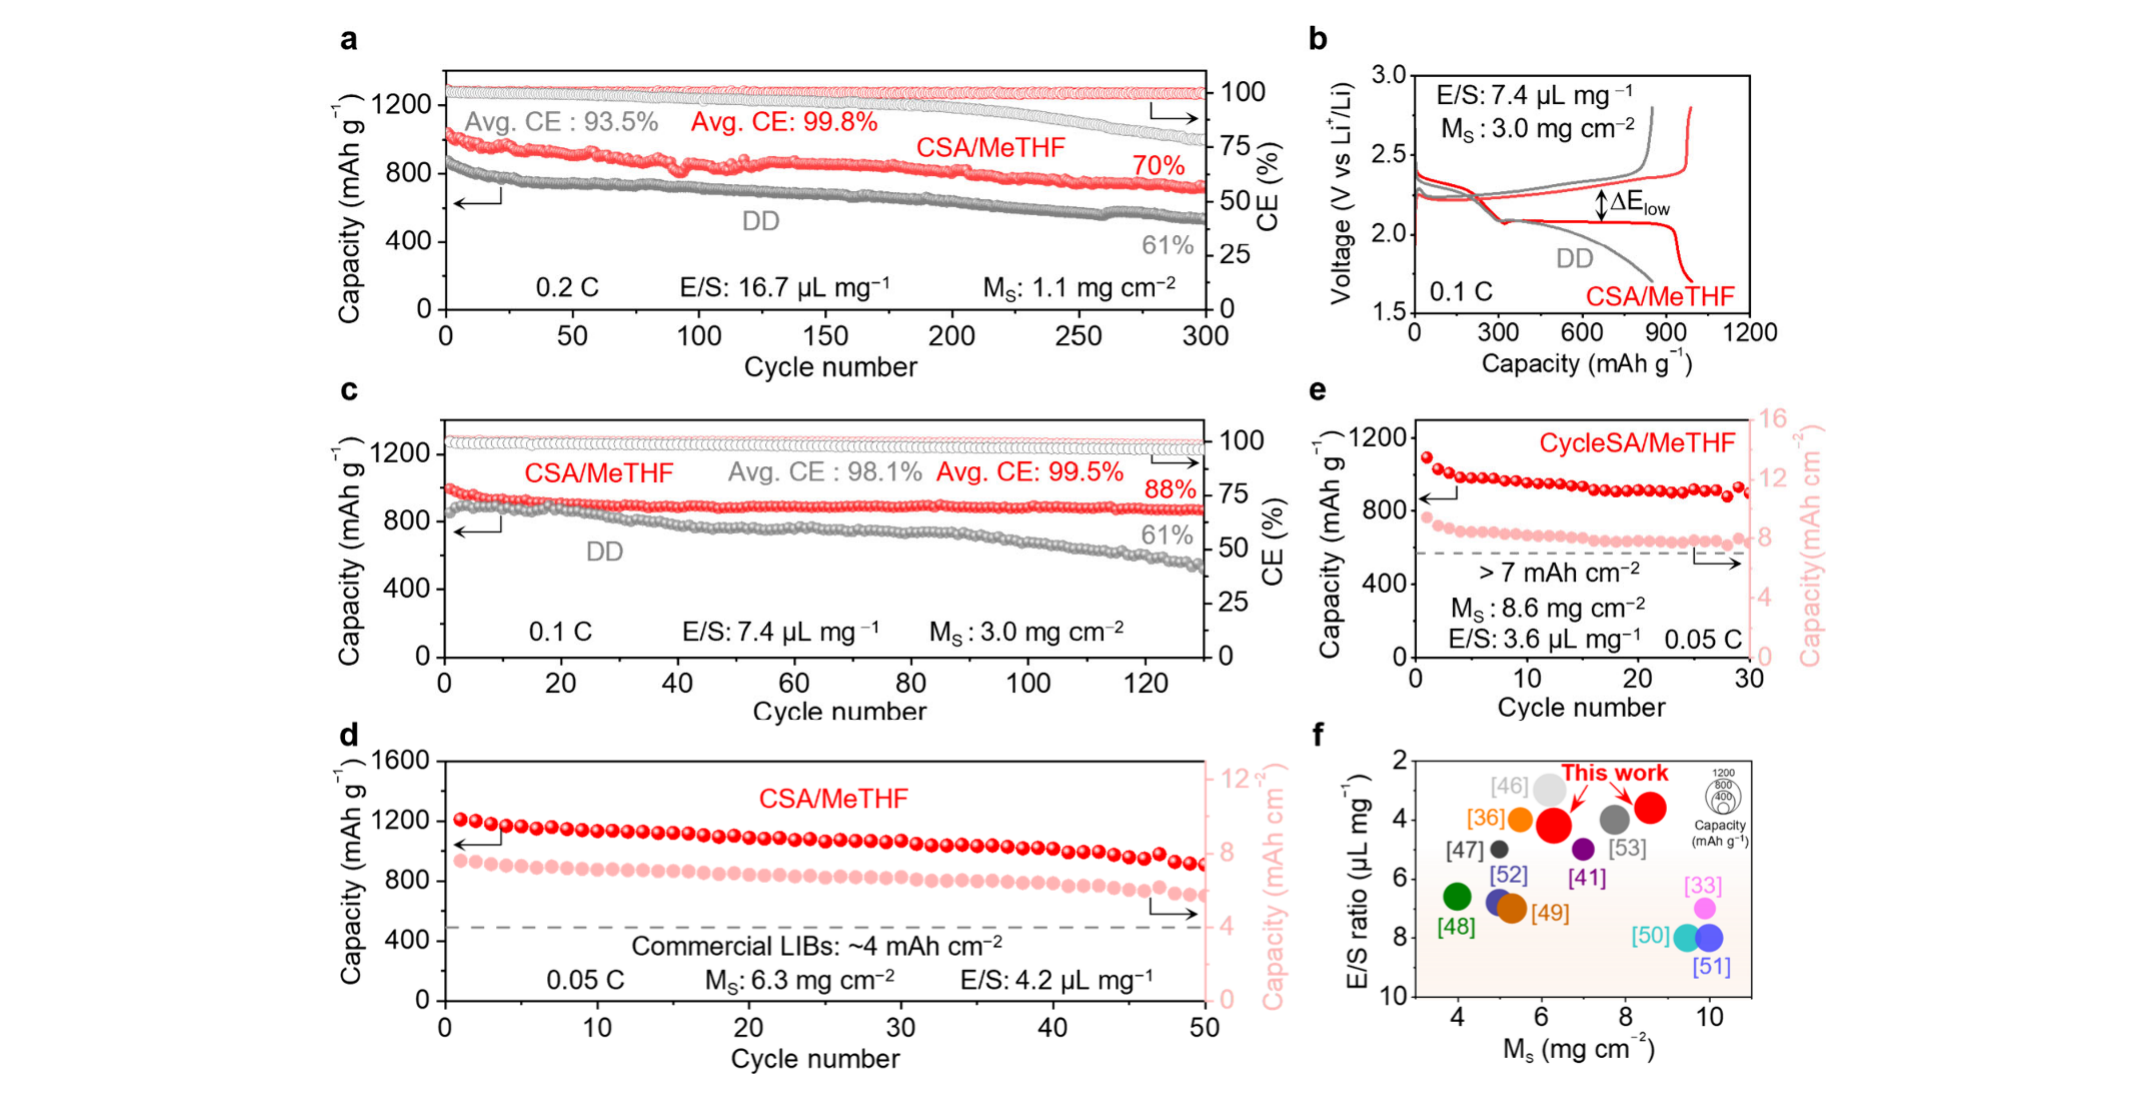 a
Capacity (mAh g⁻¹)
1200
800
400
0
Avg. CE : 93.5%
Avg. CE: 99.8%
CSA/MeTHF
70%
DD
61%
0.2 C
E/S: 16.7 µL mg⁻¹
M_S: 1.1 mg cm⁻²
100
75
50
25
0
CE (%)
0 50 100 150 200 250 300
Cycle number
b
Voltage (V vs Li⁺/Li)
3.0
2.5
2.0
1.5
E/S: 7.4 µL mg⁻¹
M_S : 3.0 mg cm⁻²
ΔE_low
DD
CSA/MeTHF
0.1 C
0 300 600 900 1200
Capacity (mAh g⁻¹)
c
Capacity (mAh g⁻¹)
1200
800
400
0
CSA/MeTHF
Avg. CE : 98.1%
Avg. CE: 99.5%
88%
61%
DD
0.1 C
E/S: 7.4 µL mg⁻¹
M_S : 3.0 mg cm⁻²
100
75
50
25
0
CE (%)
0 20 40 60 80 100 120
Cycle number
e
Capacity (mAh g⁻¹)
1200
800
400
0
CycleSA/MeTHF
> 7 mAh cm⁻²
M_S : 8.6 mg cm⁻²
E/S: 3.6 µL mg⁻¹
0.05 C
16
12
8
4
0
Capacity(mAh cm⁻²)
0 10 20 30
Cycle number
d
Capacity (mAh g⁻¹)
1600
1200
800
400
0
CSA/MeTHF
Commercial LIBs: ~4 mAh cm⁻²
0.05 C
M_S: 6.3 mg cm⁻²
E/S: 4.2 µL mg⁻¹
12
8
4
0
Capacity (mAh cm⁻²)
0 10 20 30 40 50
Cycle number
f
E/S ratio (µL mg⁻¹)
2
4
6
8
10
This work
[46]
[36]
[47]
[53]
[52]
[41]
[48]
[49]
[33]
[50]
[51]
1200
800
400
Capacity
(mAh g⁻¹)
4 6 8 10
M_S (mg cm⁻²)